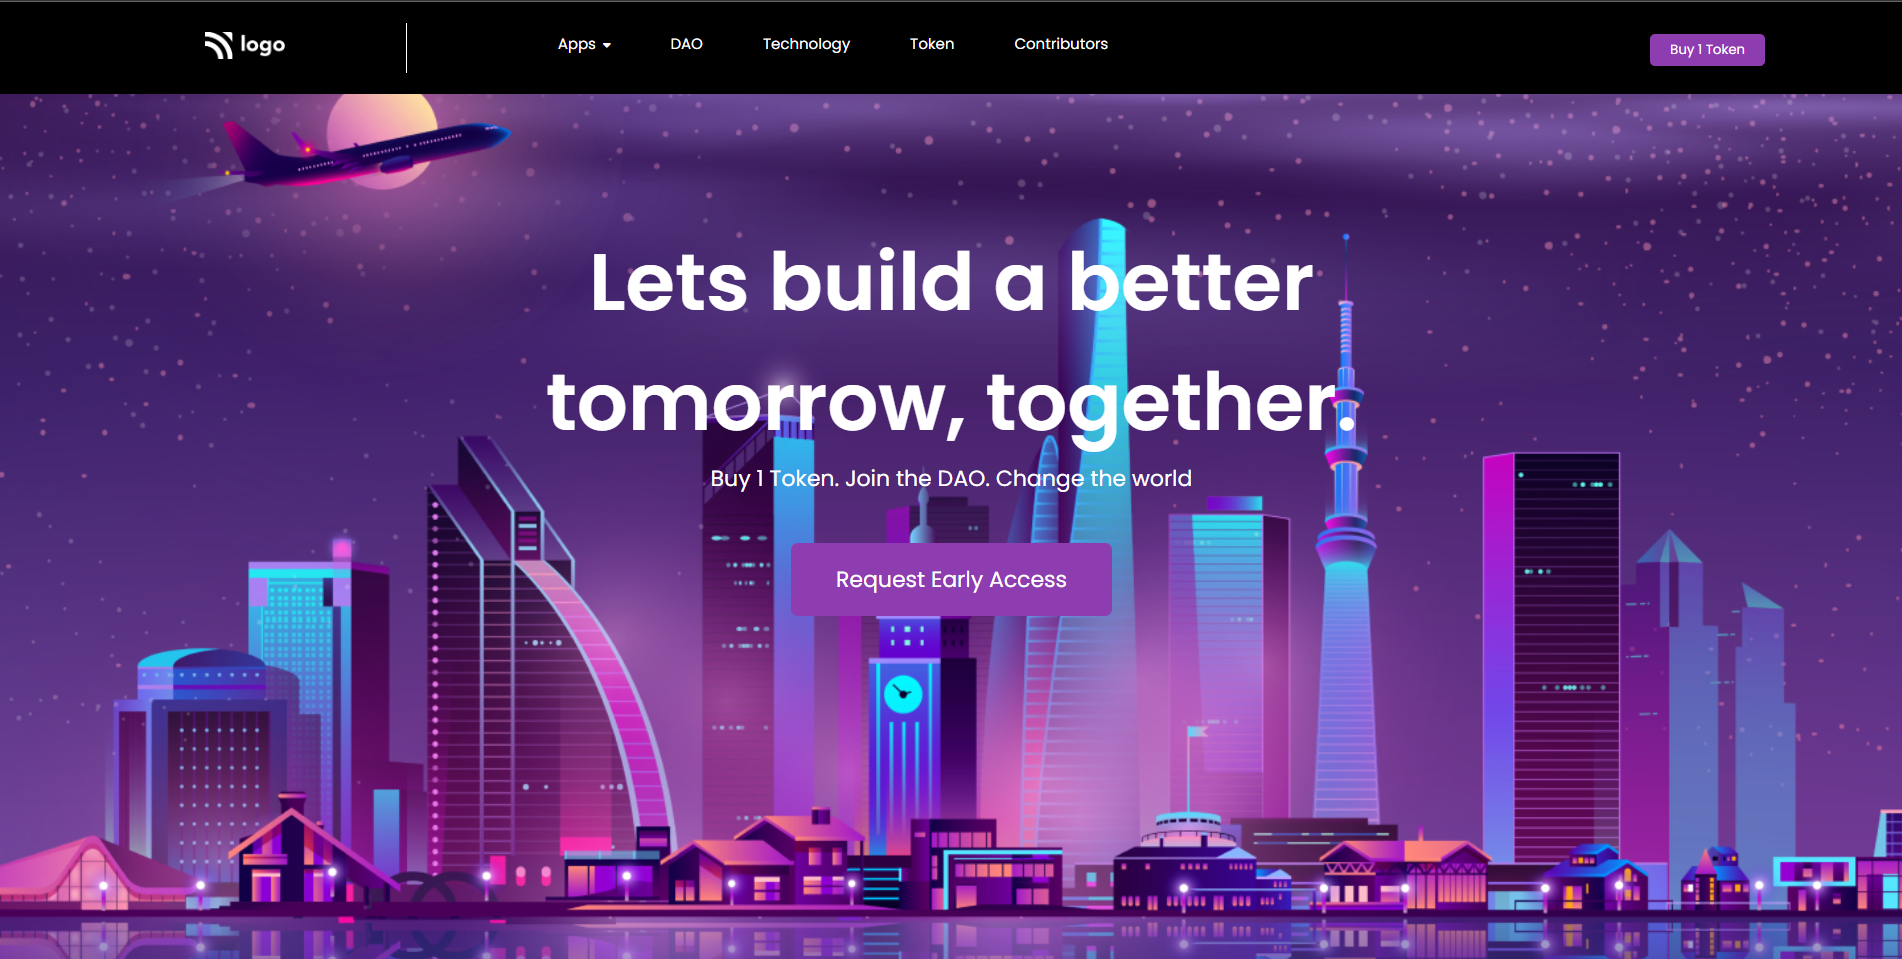 logo
Apps
DAO
Technology
Token
Contributors
Buy 1 Token
Lets build a better
tomorrow, together.
Buy 1 Token. Join the DAO. Change the world
Request Early Access